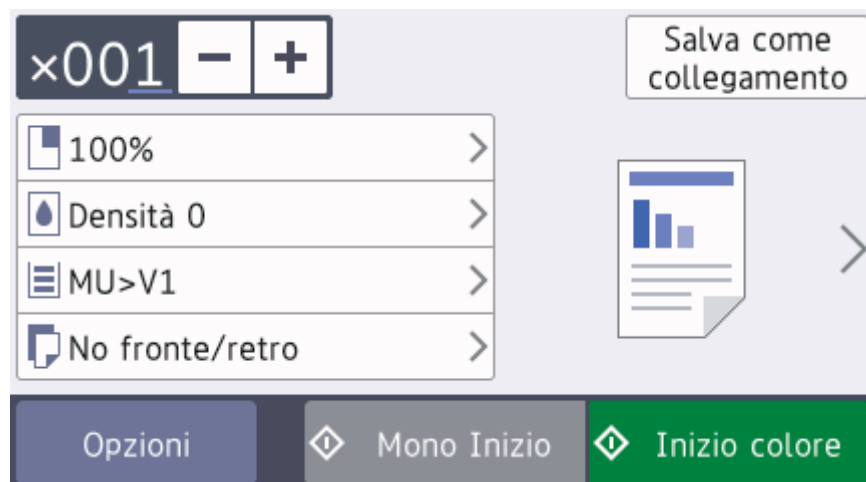 ×001 − +
Salva come
collegamento
100%
Densità 0
MU>V1
No fronte/retro
Opzioni
Mono Inizio
Inizio colore